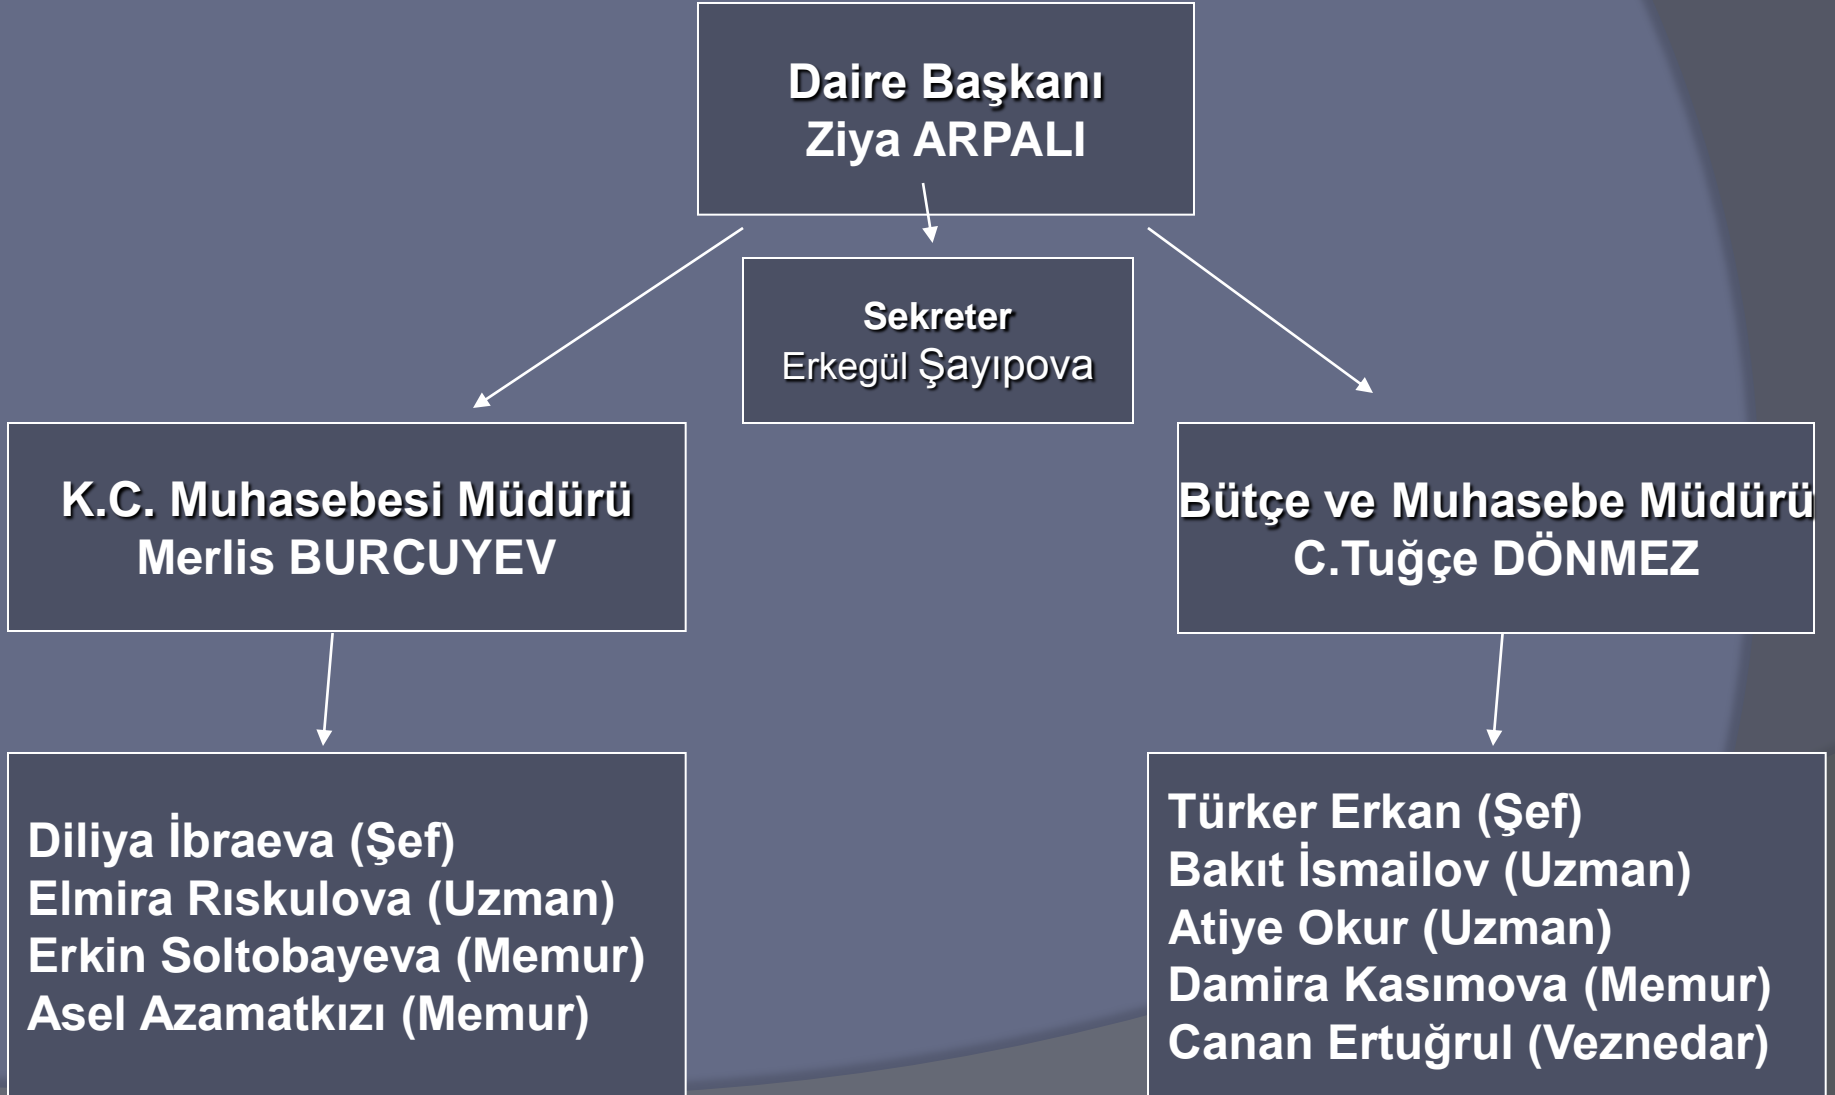 Daire Başkanı
Ziya ARPALI
Sekreter
Erkegül Şayıpova
K.C. Muhasebesi Müdürü
Merlis BURCUYEV
Bütçe ve Muhasebe Müdürü
C.Tuğçe DÖNMEZ
Diliya İbraeva (Şef)
Elmira Rıskulova (Uzman)
Erkin Soltobayeva (Memur)
Asel Azamatkızı (Memur)
Türker Erkan (Şef)
Bakıt İsmailov (Uzman)
Atiye Okur (Uzman)
Damira Kasımova (Memur)
Canan Ertuğrul (Veznedar)